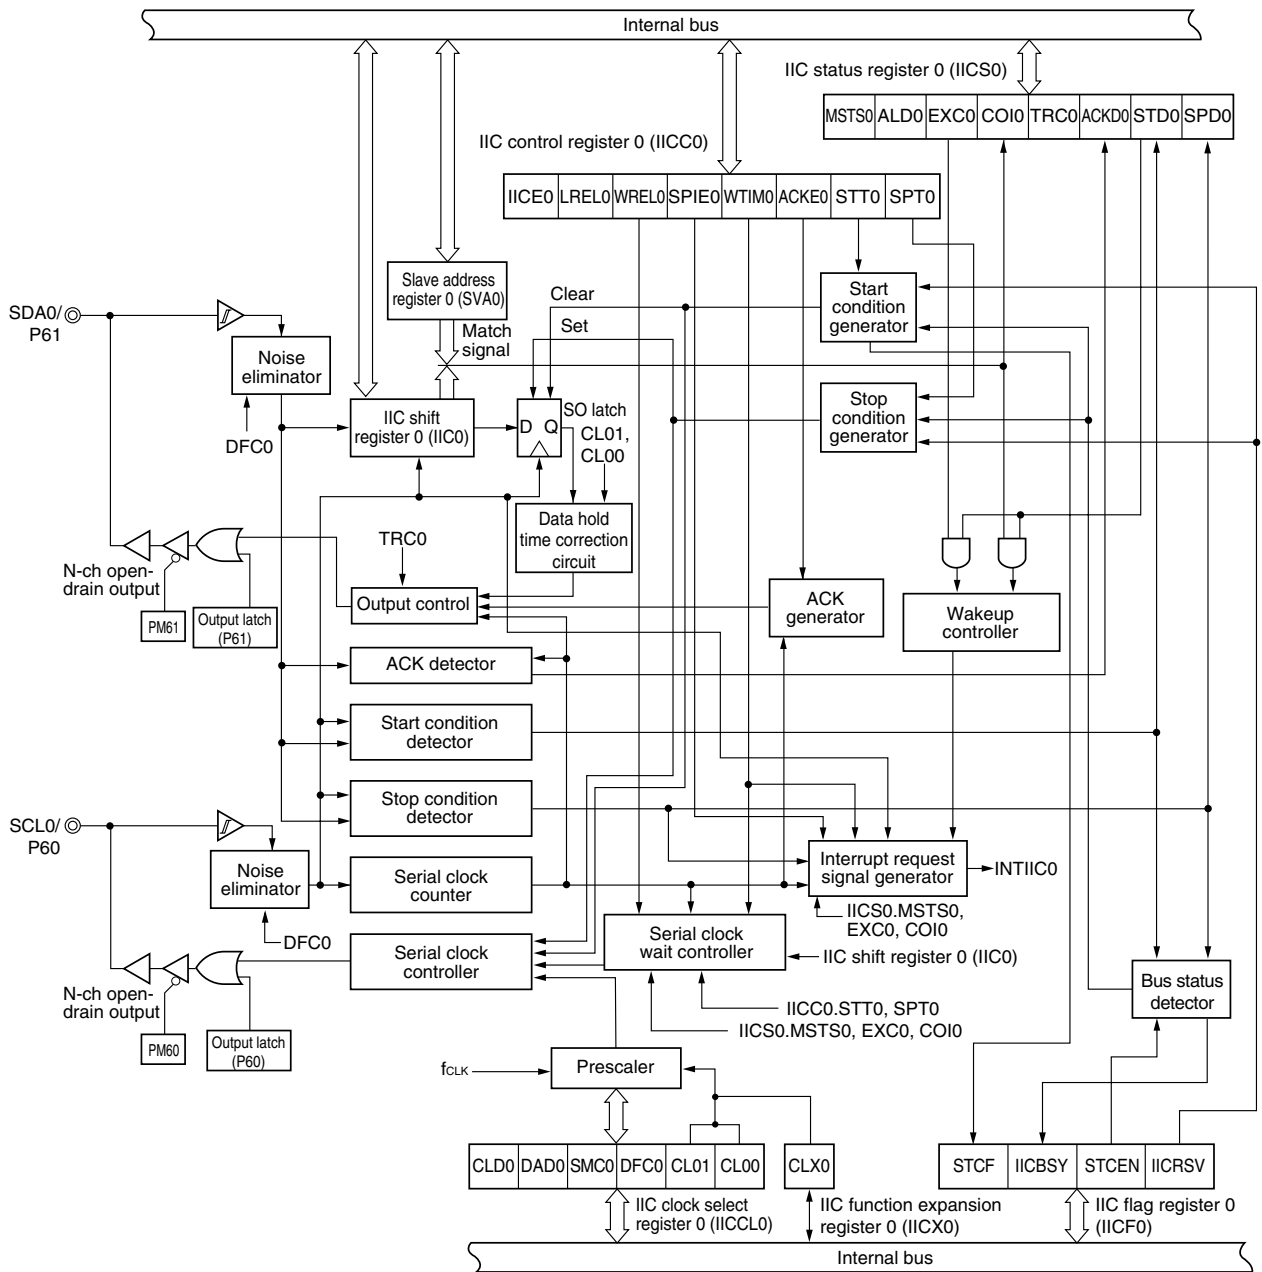 Internal bus
IIC status register 0 (IICS0)
MSTS0 ALD0 EXC0 COI0 TRC0 ACKD0 STD0 SPD0
IIC control register 0 (IICC0)
IICE0 LREL0 WREL0 SPIE0 WTIM0 ACKE0 STT0 SPT0
Slave address
register 0 (SVA0)
Clear
Set
Match
signal
Start
condition
generator
SDA0/
P61
Noise
eliminator
DFC0
IIC shift
register 0 (IIC0)
D Q
SO latch
CL01,
CL00
Stop
condition
generator
Data hold
time correction
circuit
TRC0
N-ch open-
drain output
PM61
Output latch
(P61)
Output control
ACK
generator
Wakeup
controller
ACK detector
Start condition
detector
Stop condition
detector
SCL0/
P60
Noise
eliminator
DFC0
Serial clock
counter
Interrupt request
signal generator
INTIIC0
IICS0.MSTS0,
EXC0, COI0
Serial clock
controller
Serial clock
wait controller
IIC shift register 0 (IIC0)
Bus status
detector
N-ch open-
drain output
PM60
Output latch
(P60)
IICC0.STT0, SPT0
IICS0.MSTS0, EXC0, COI0
fCLK
Prescaler
CLD0 DAD0 SMC0 DFC0 CL01 CL00
CLX0
STCF IICBSY STCEN IICRSV
IIC clock select
register 0 (IICCL0)
IIC function expansion
register 0 (IICX0)
IIC flag register 0
(IICF0)
Internal bus